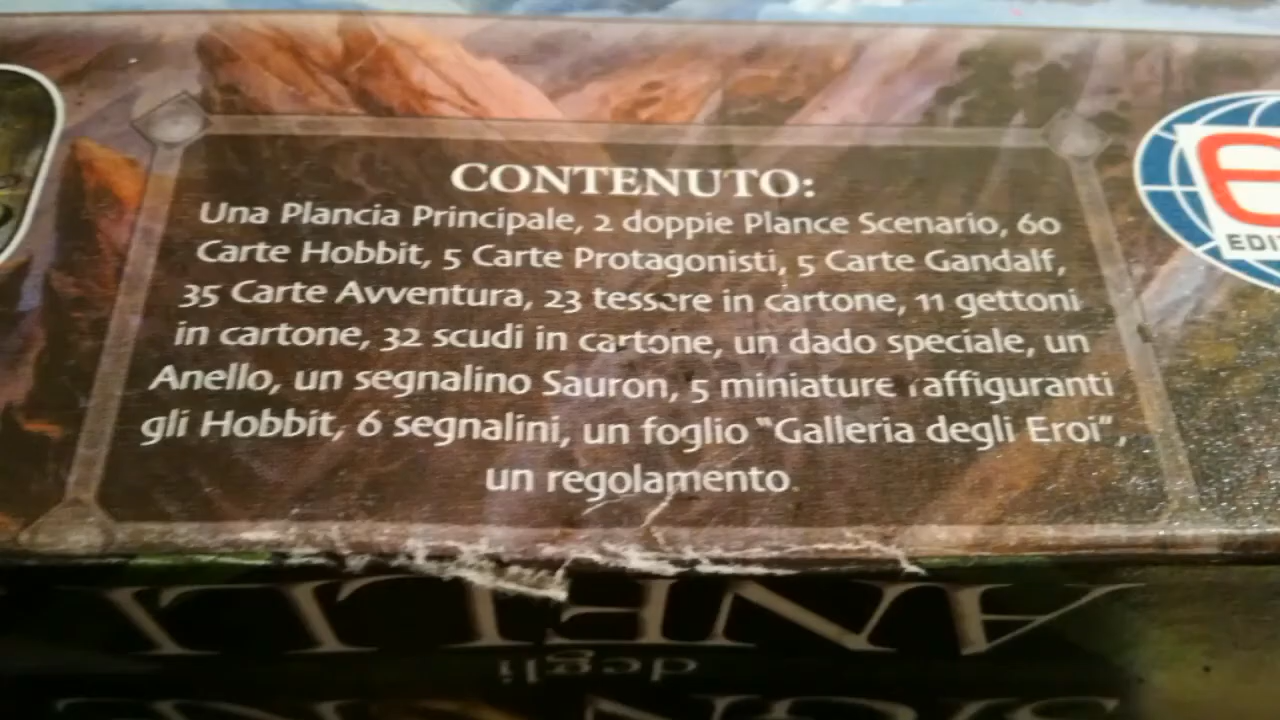 CONTENUTO:
Una Plancia Principale, 2 doppie Plance Scenario, 60
Carte Hobbit, 5 Carte Protagonisti, 5 Carte Gandalf,
35 Carte Avventura, 23 tessere in cartone, 11 gettoni
in cartone, 32 scudi in cartone, un dado speciale, un
Anello, un segnalino Sauron, 5 miniature raffiguranti
gli Hobbit, 6 segnalini, un foglio "Galleria degli Eroi",
un regolamento.
ANELLI
degli